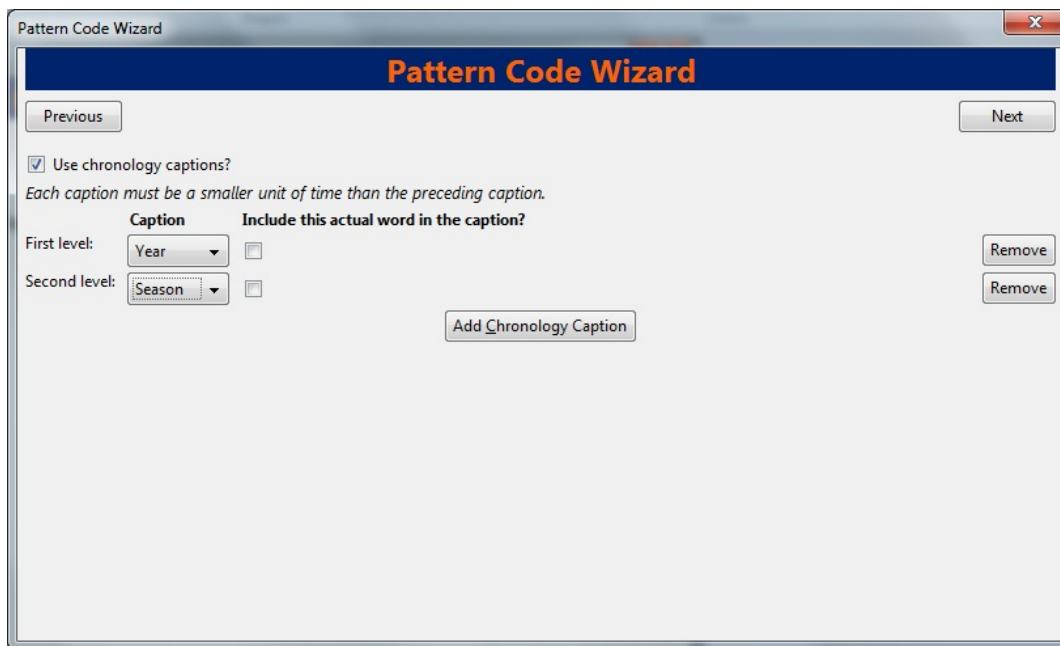 Pattern Code Wizard
Pattern Code Wizard
Previous Next
Use chronology captions?
Each caption must be a smaller unit of time than the preceding caption.
Caption Include this actual word in the caption?
First level: Year Remove
Second level: Season Remove
Add Chronology Caption